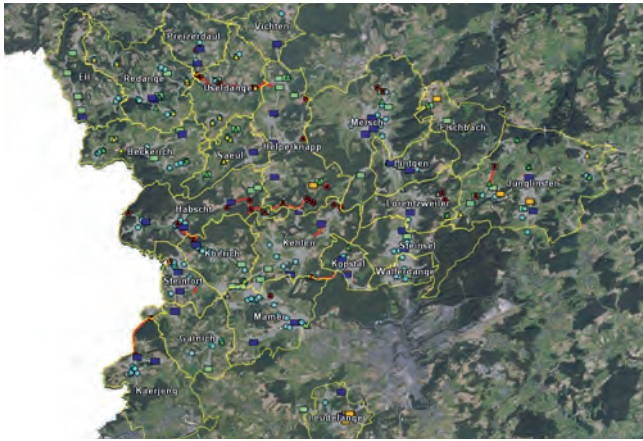 Vichten
Preizerdaul
Ell
Redange
Useldange
Mersch
Fischbach
Beckerich
Saeul
Helperknapp
Lintgen
Junglinster
Habscht
Lorentzweiler
Koerich
Kehlen
Steinsel
Kopstal
Walferdange
Steinfort
Mamer
Garnich
Kaerjeng
Leudelange